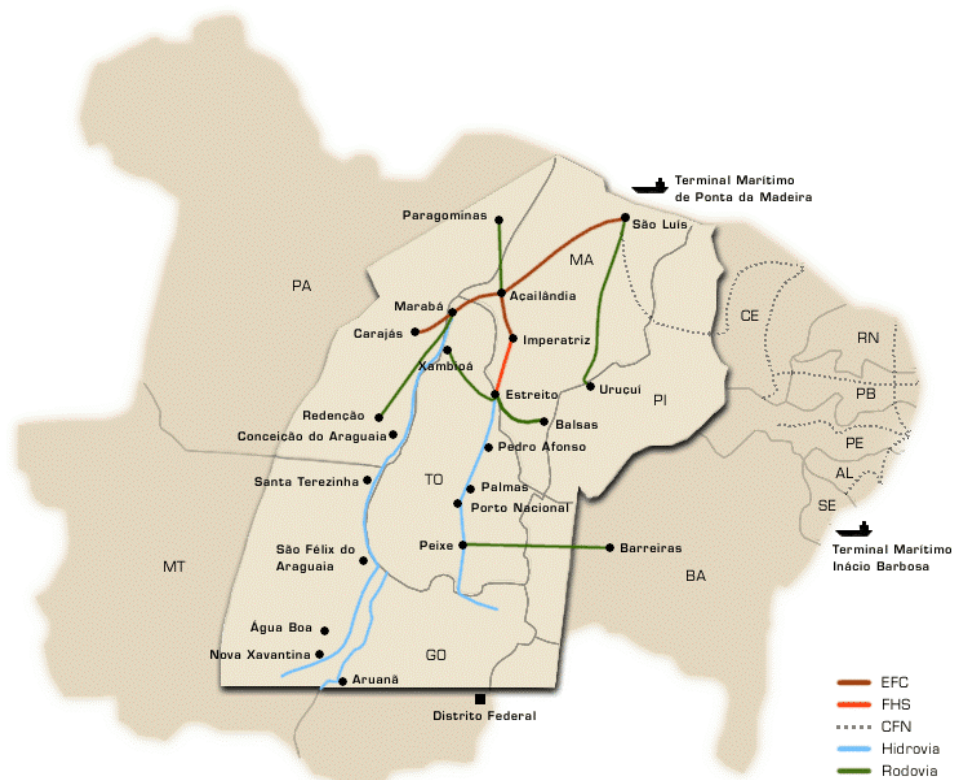 Terminal Marítimo
de Ponta da Madeira
Paragominas
São Luís
MA
PA
Açailândia
Marabá
CE
Carajás
Imperatriz
RN
Xambioá
Estreito
Uruçuí
PI
PB
Redenção
Balsas
Conceição do Araguaia
Pedro Afonso
PE
TO
AL
Santa Terezinha
Palmas
Porto Nacional
SE
Peixe
Barreiras
Terminal Marítimo
Inácio Barbosa
São Félix do
Araguaia
MT
BA
Água Boa
Nova Xavantina
GO
Aruanã
Distrito Federal
EFC
FHS
CFN
Hidrovia
Rodovia